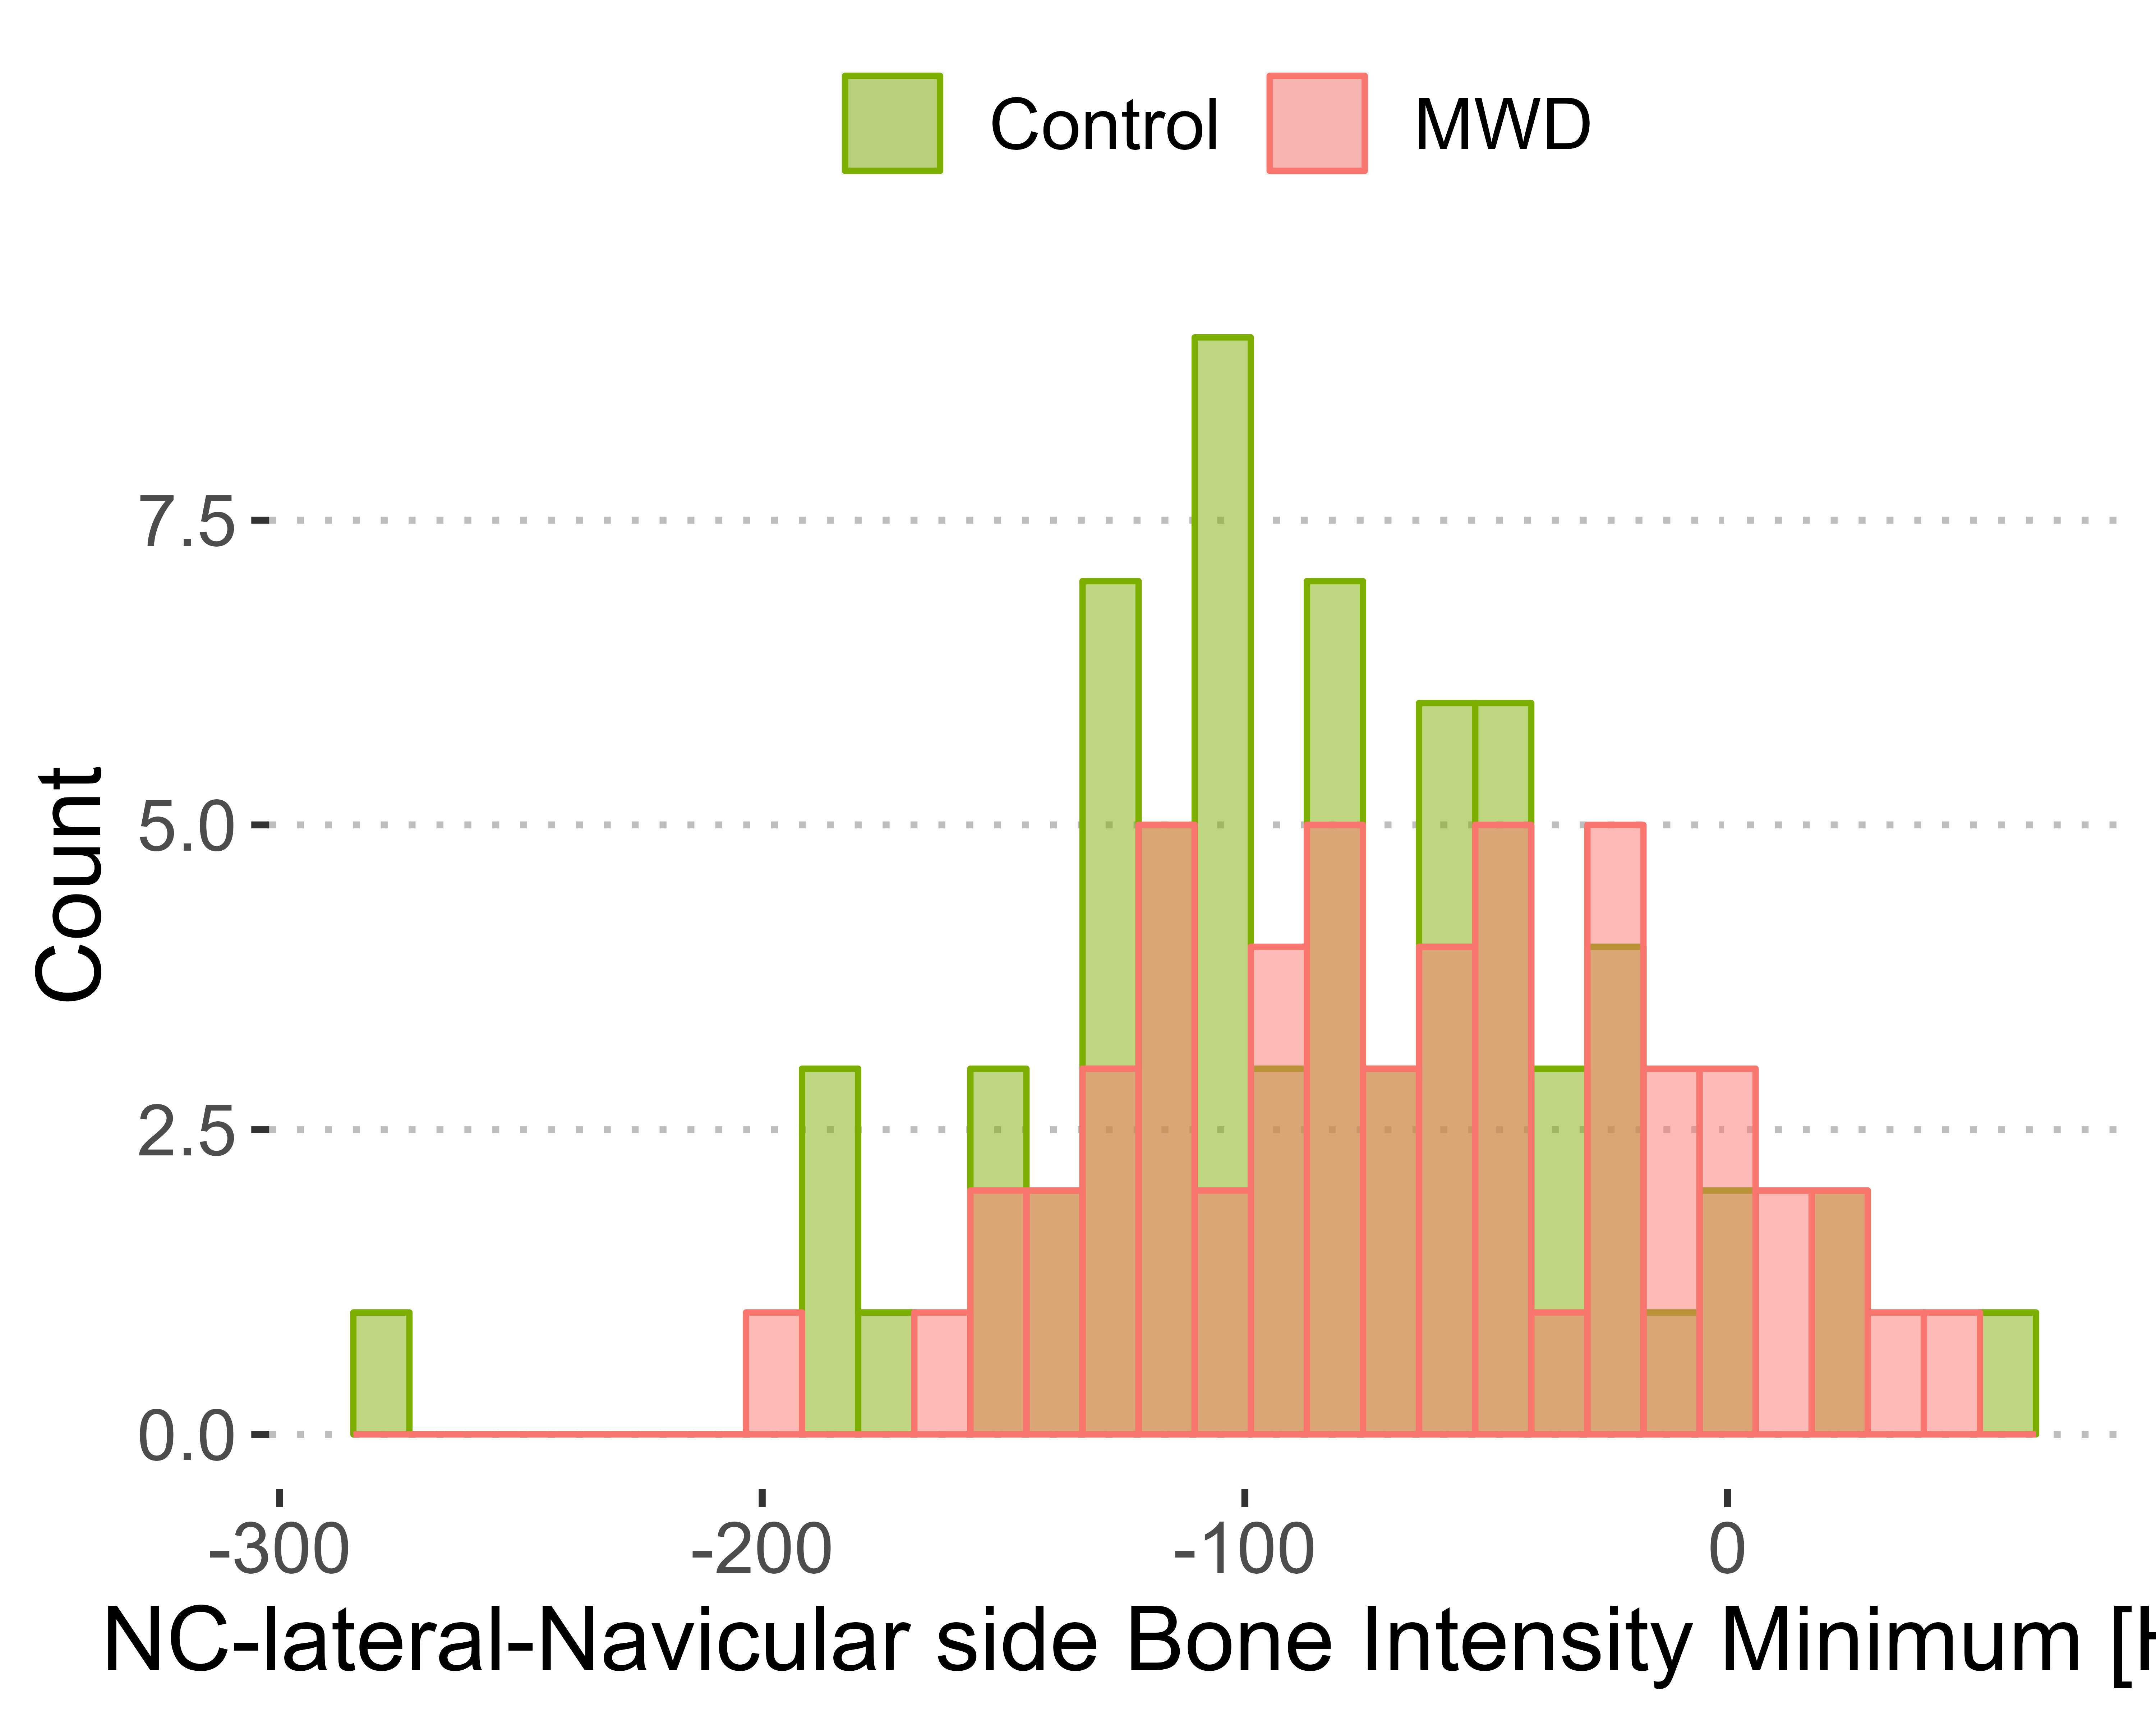 Control MWD
7.5
5.0
2.5
0.0
Count
-300 -200 -100 0
NC-lateral-Navicular side Bone Intensity Minimum [